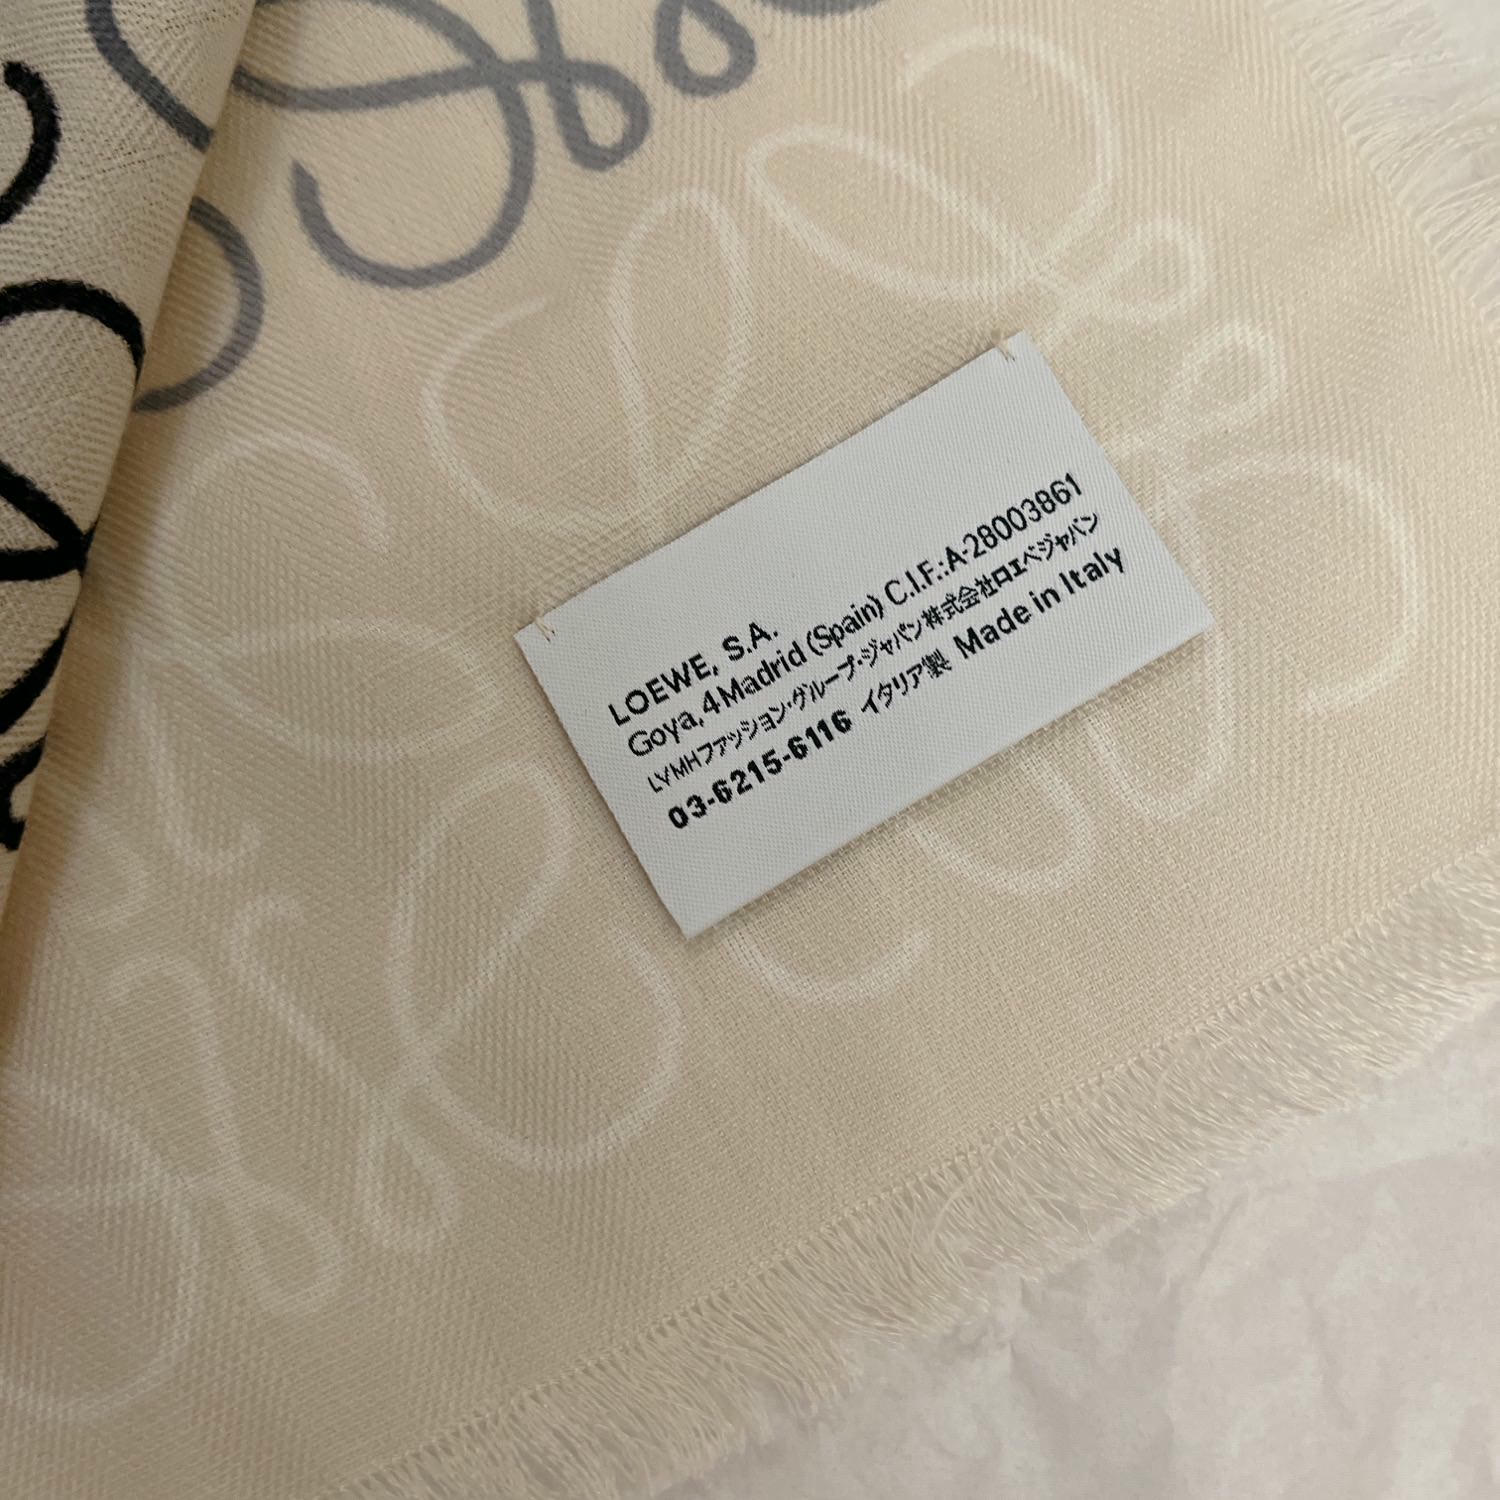 LOEWE, S.A.
Goya, 4 Madrid (Spain) C.I.F.: A-28003861
LVMHファッション・グループ・ジャパン株式会社ロエベジャパン
03-6215-6116 イタリア製 Made in Italy